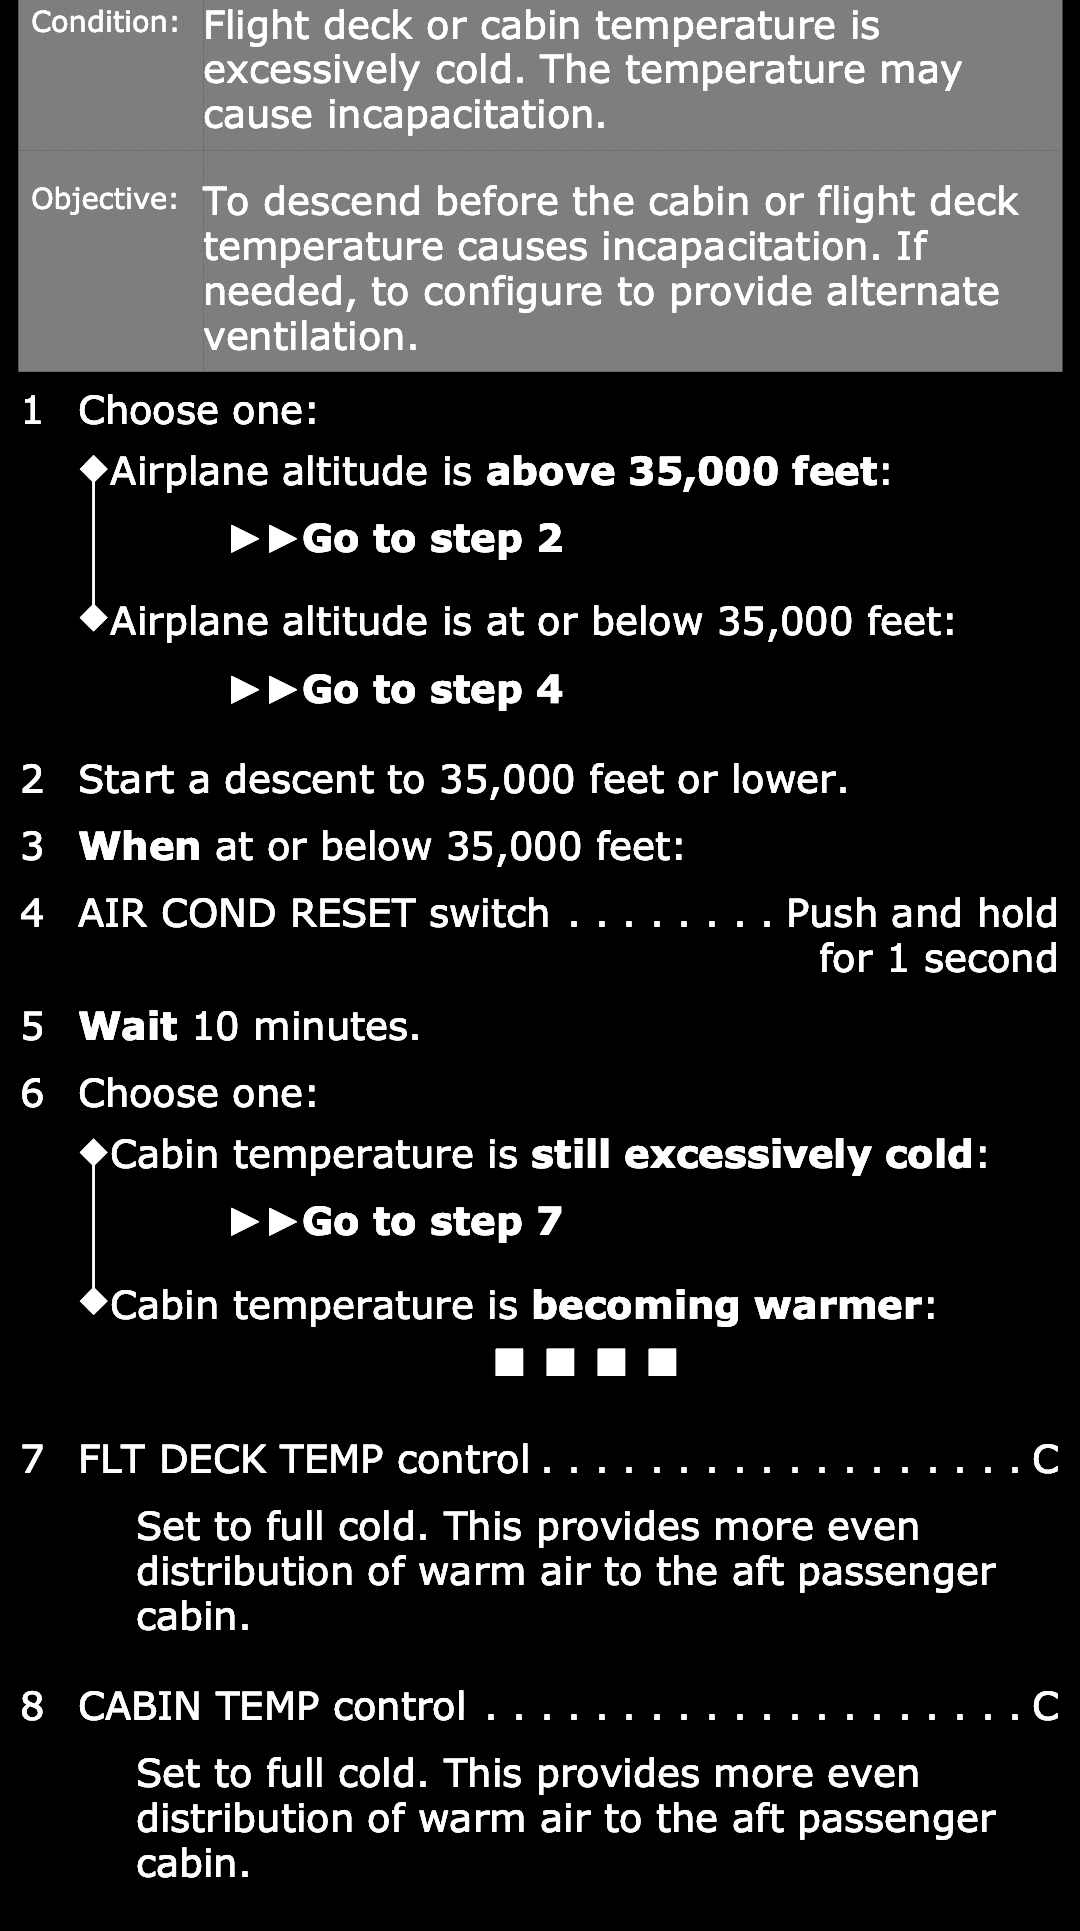 Condition: Flight deck or cabin temperature is
excessively cold. The temperature may
cause incapacitation.
Objective: To descend before the cabin or flight deck
temperature causes incapacitation. If
needed, to configure to provide alternate
ventilation.
1 Choose one:
◆Airplane altitude is above 35,000 feet:
►►Go to step 2
◆Airplane altitude is at or below 35,000 feet:
►►Go to step 4
2 Start a descent to 35,000 feet or lower.
3 When at or below 35,000 feet:
4 AIR COND RESET switch . . . . . . . . Push and hold
for 1 second
5 Wait 10 minutes.
6 Choose one:
◆Cabin temperature is still excessively cold:
►►Go to step 7
◆Cabin temperature is becoming warmer:
■ ■ ■ ■
7 FLT DECK TEMP control . . . . . . . . . . . . . . . . . . C
Set to full cold. This provides more even
distribution of warm air to the aft passenger
cabin.
8 CABIN TEMP control . . . . . . . . . . . . . . . . . . . . C
Set to full cold. This provides more even
distribution of warm air to the aft passenger
cabin.